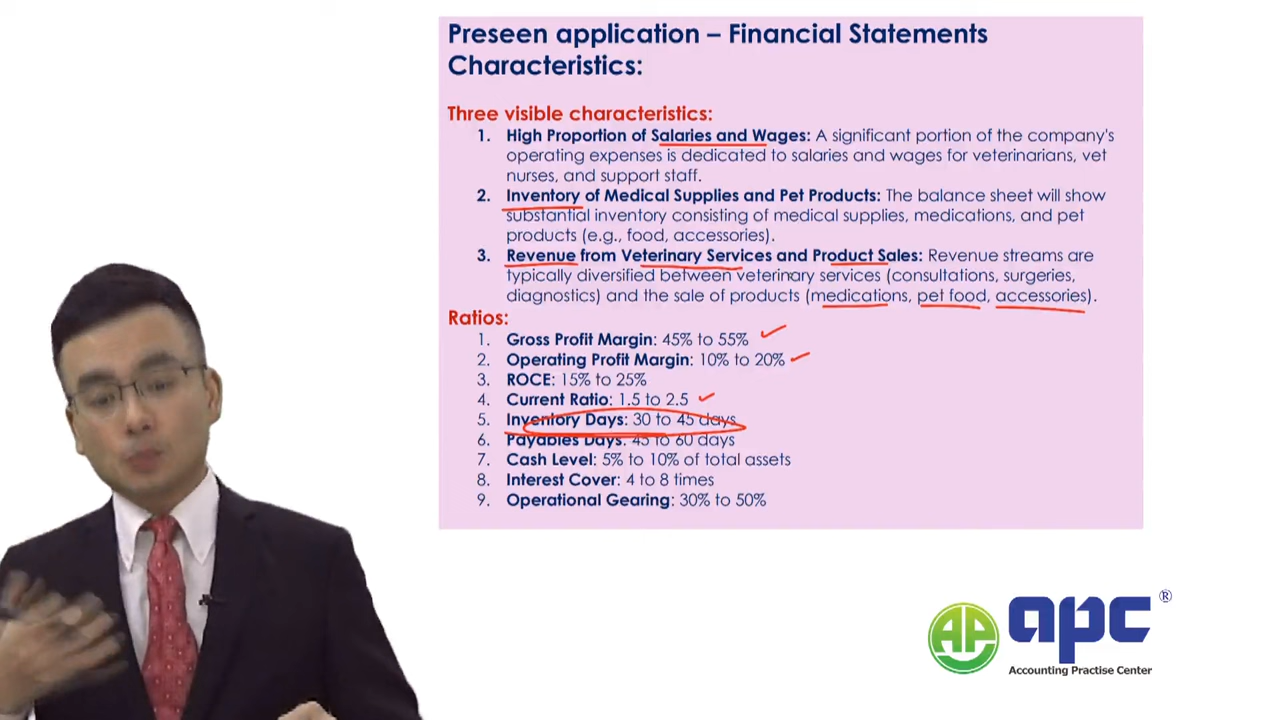 Preseen application – Financial Statements
Characteristics:
Three visible characteristics:
1. High Proportion of Salaries and Wages: A significant portion of the company's
operating expenses is dedicated to salaries and wages for veterinarians, vet
nurses, and support staff.
2. Inventory of Medical Supplies and Pet Products: The balance sheet will show
substantial inventory consisting of medical supplies, medications, and pet
products (e.g., food, accessories).
3. Revenue from Veterinary Services and Product Sales: Revenue streams are
typically diversified between veterinary services (consultations, surgeries,
diagnostics) and the sale of products (medications, pet food, accessories).
Ratios:
1. Gross Profit Margin: 45% to 55%
2. Operating Profit Margin: 10% to 20%
3. ROCE: 15% to 25%
4. Current Ratio: 1.5 to 2.5
5. Inventory Days: 30 to 45 days
6. Payables Days: 45 to 60 days
7. Cash Level: 5% to 10% of total assets
8. Interest Cover: 4 to 8 times
9. Operational Gearing: 30% to 50%
AP apc ®
Accounting Practise Center